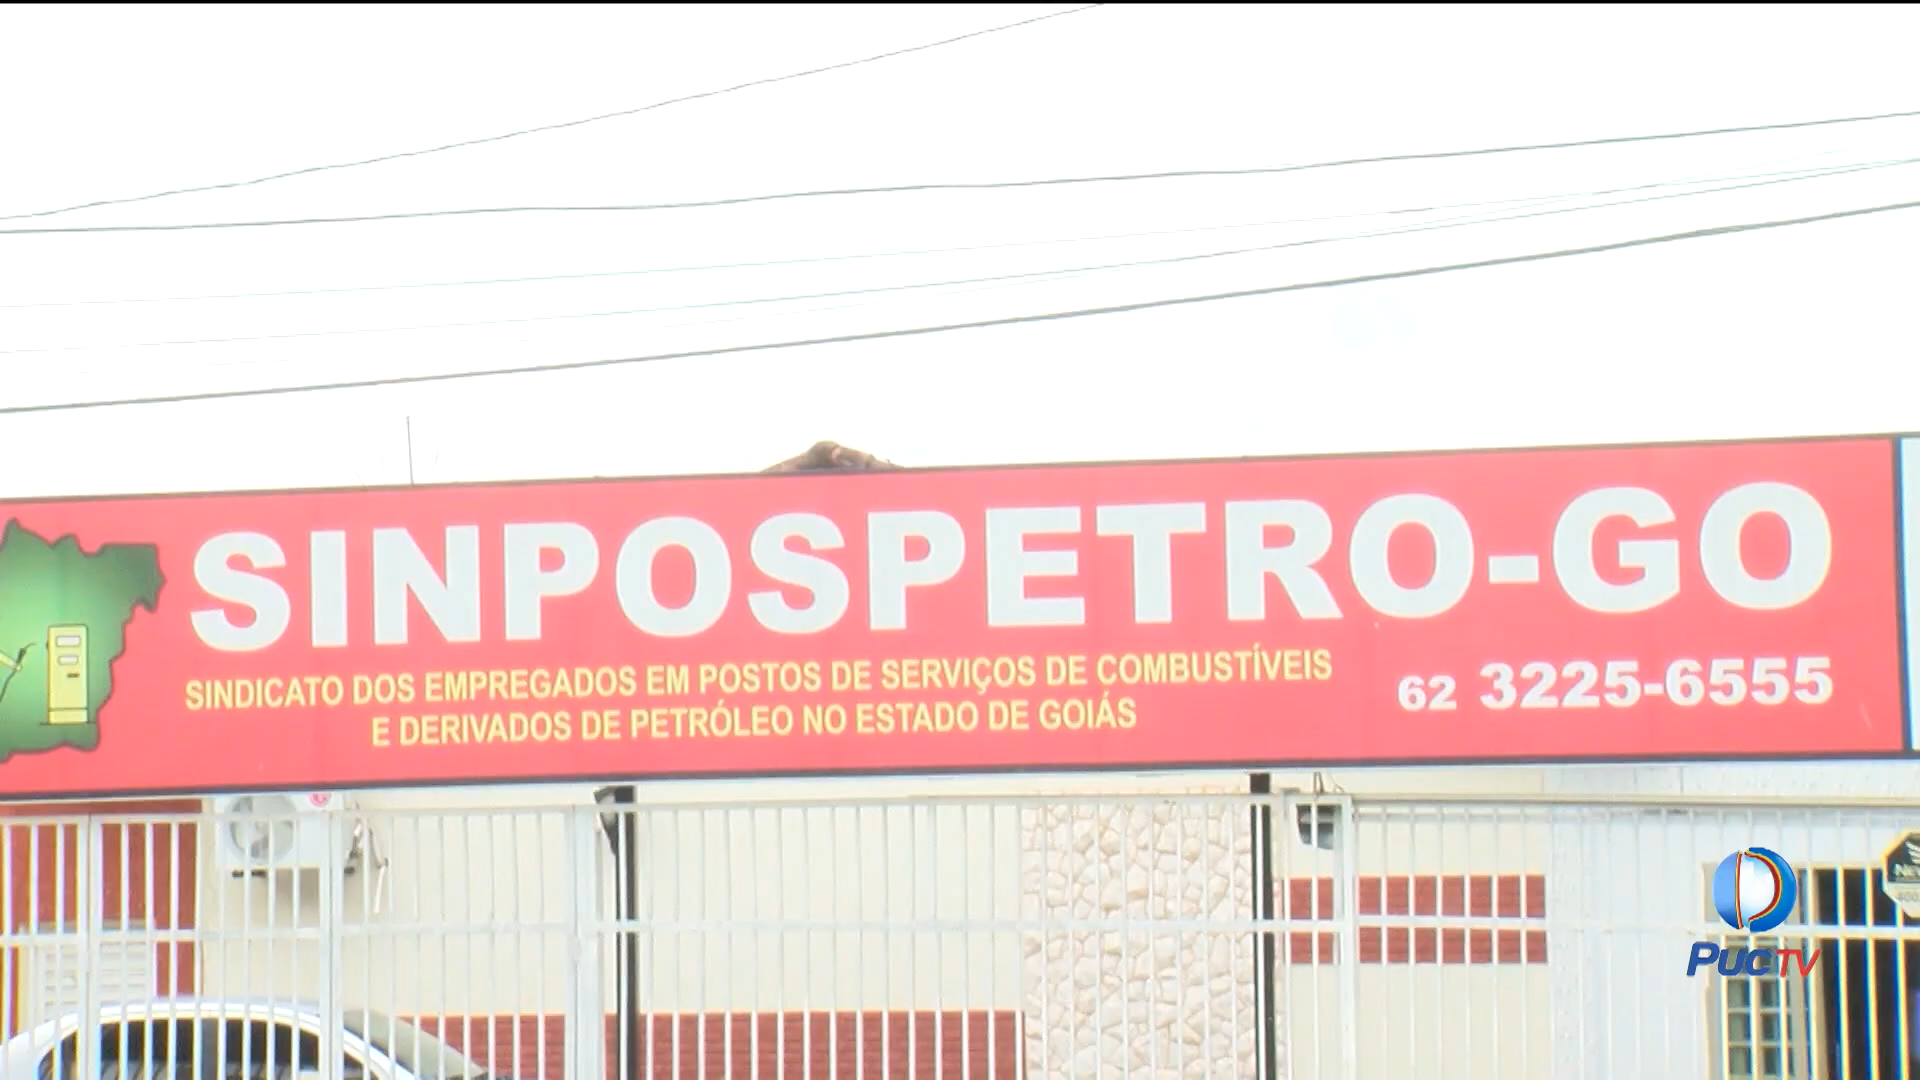 SINPOSPETRO-GO
SINDICATO DOS EMPREGADOS EM POSTOS DE SERVIÇOS DE COMBUSTÍVEIS
E DERIVADOS DE PETRÓLEO NO ESTADO DE GOIÁS
62 3225-6555
PUC TV